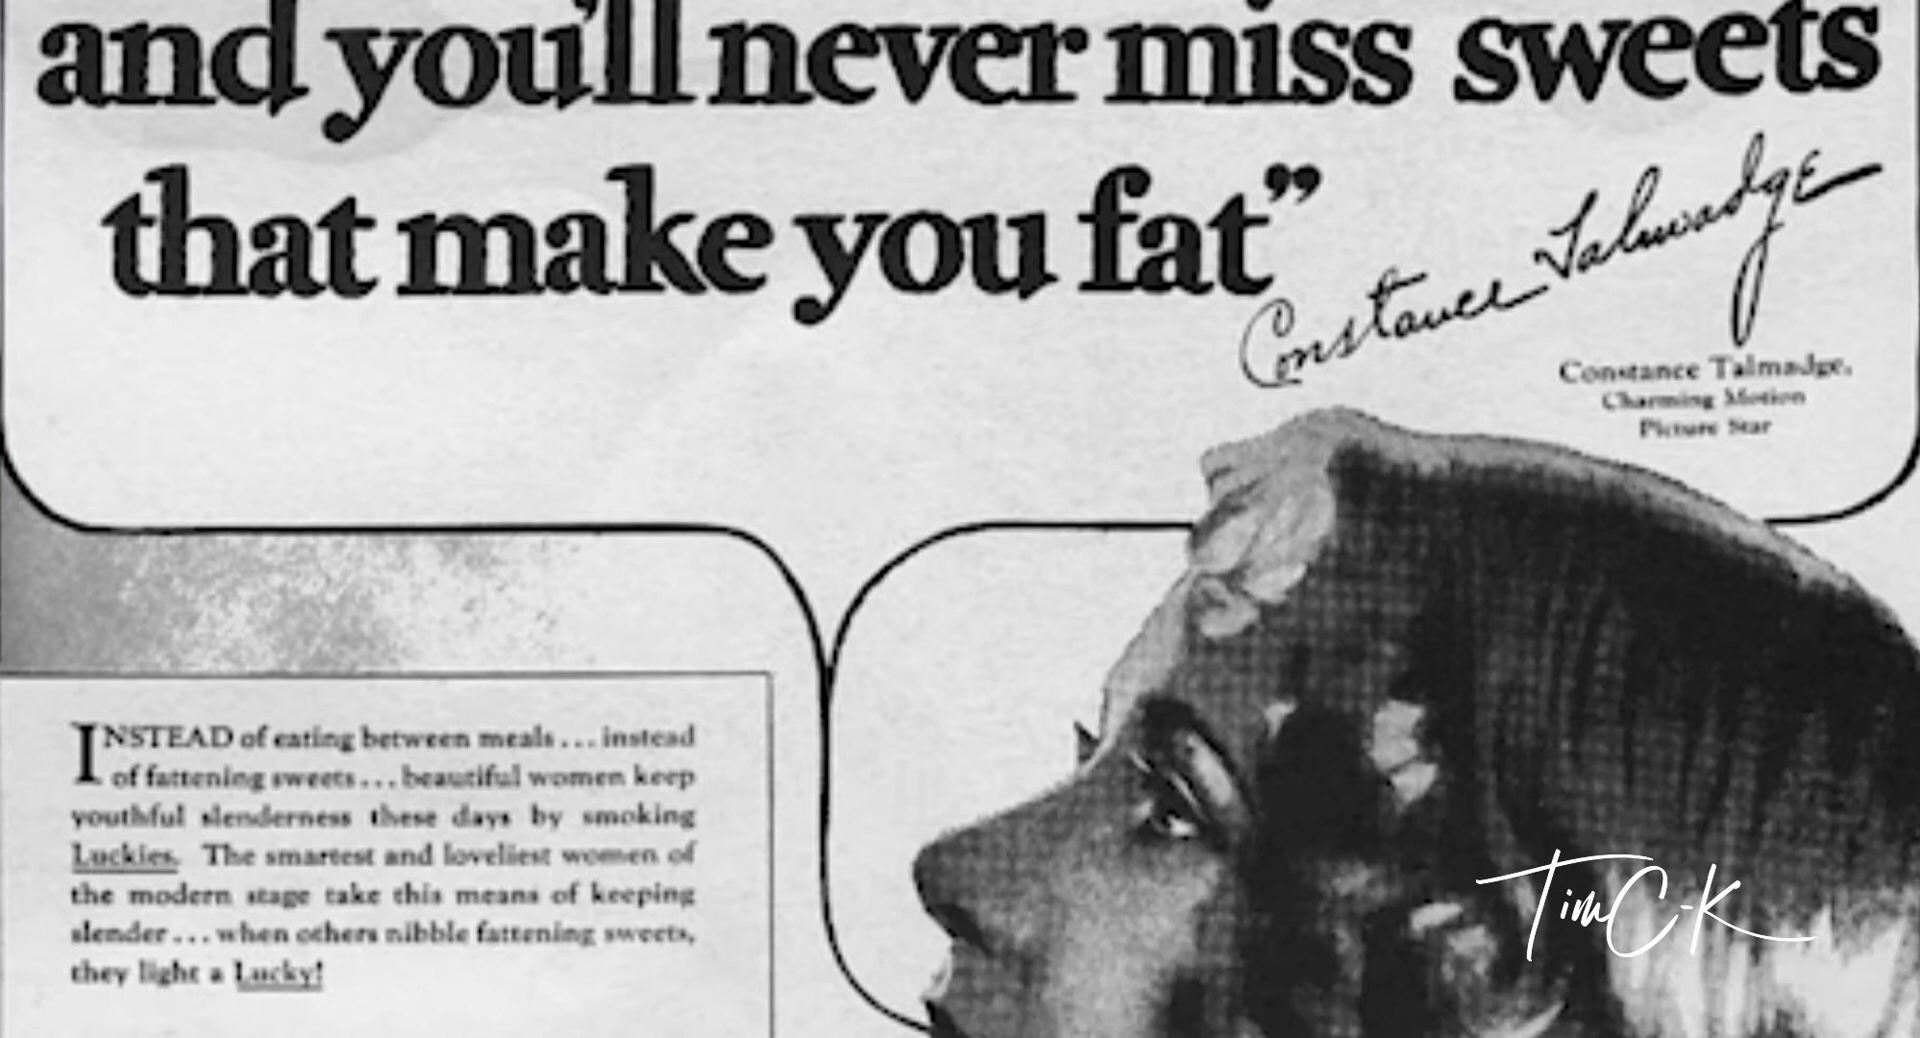 and you'll never miss sweets
that make you fat"
Constance Talmadge
Constance Talmadge,
Charming Motion
Picture Star
INSTEAD of eating between meals . . . instead
of fattening sweets . . . beautiful women keep
youthful slenderness these days by smoking
Luckies. The smartest and loveliest women of
the modern stage take this means of keeping
slender . . . when others nibble fattening sweets,
they light a Lucky!
TimC-K